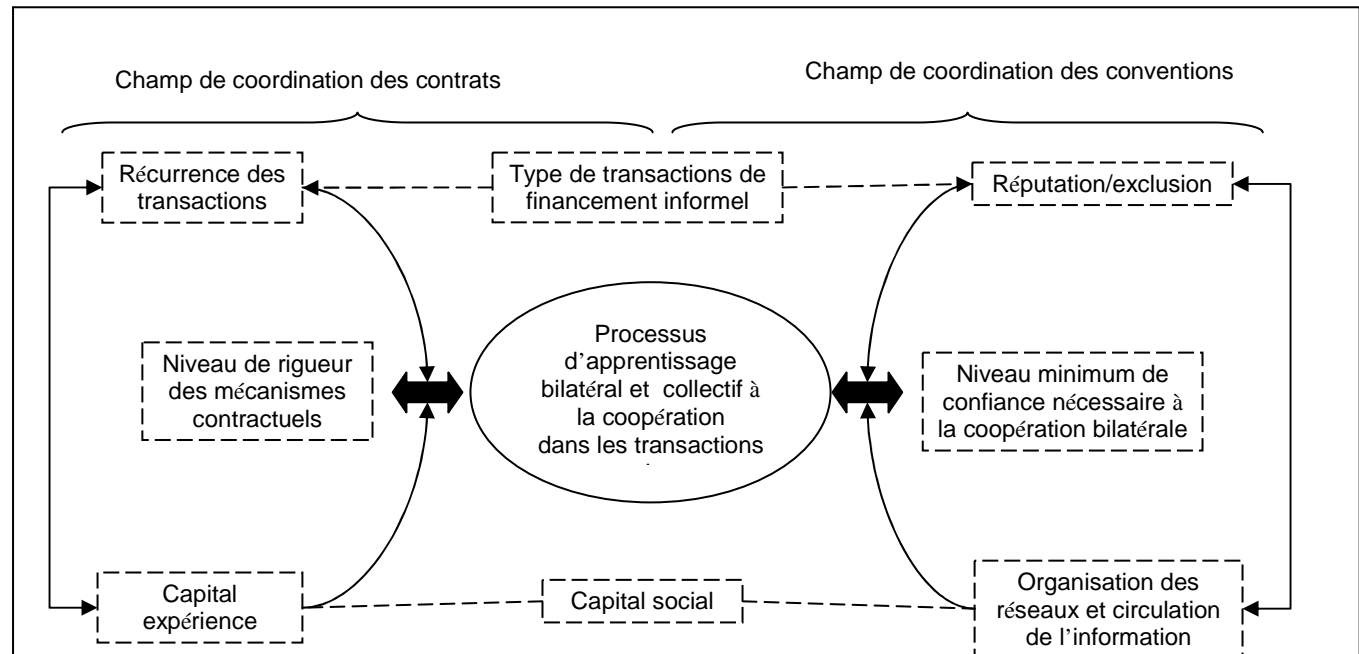 Champ de coordination des contrats
Champ de coordination des conventions
Récurrence des
transactions
Type de transactions de
financement informel
Réputation/exclusion
Niveau de rigueur
des mécanismes
contractuels
Processus
d’apprentissage
bilatéral et collectif à
la coopération
dans les transactions
Niveau minimum de
confiance nécessaire à
la coopération bilatérale
Capital
expérience
Capital social
Organisation des
réseaux et circulation
de l’information